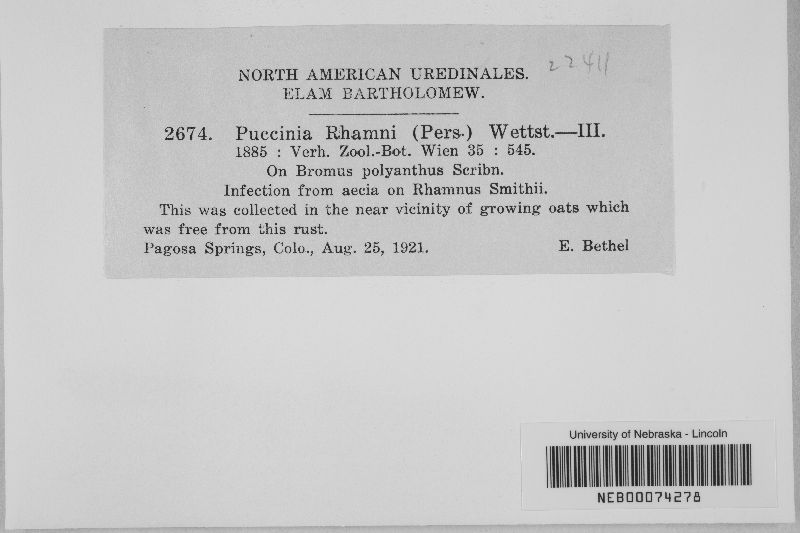 22411
NORTH AMERICAN UREDINALES.
ELAM BARTHOLOMEW.
2674. Puccinia Rhamni (Pers.) Wettst.—III.
1885 : Verh. Zool.-Bot. Wien 35 : 545.
On Bromus polyanthus Scribn.
Infection from aecia on Rhamnus Smithii.
This was collected in the near vicinity of growing oats which
was free from this rust.
Pagosa Springs, Colo., Aug. 25, 1921. E. Bethel
University of Nebraska - Lincoln
NEB00074278